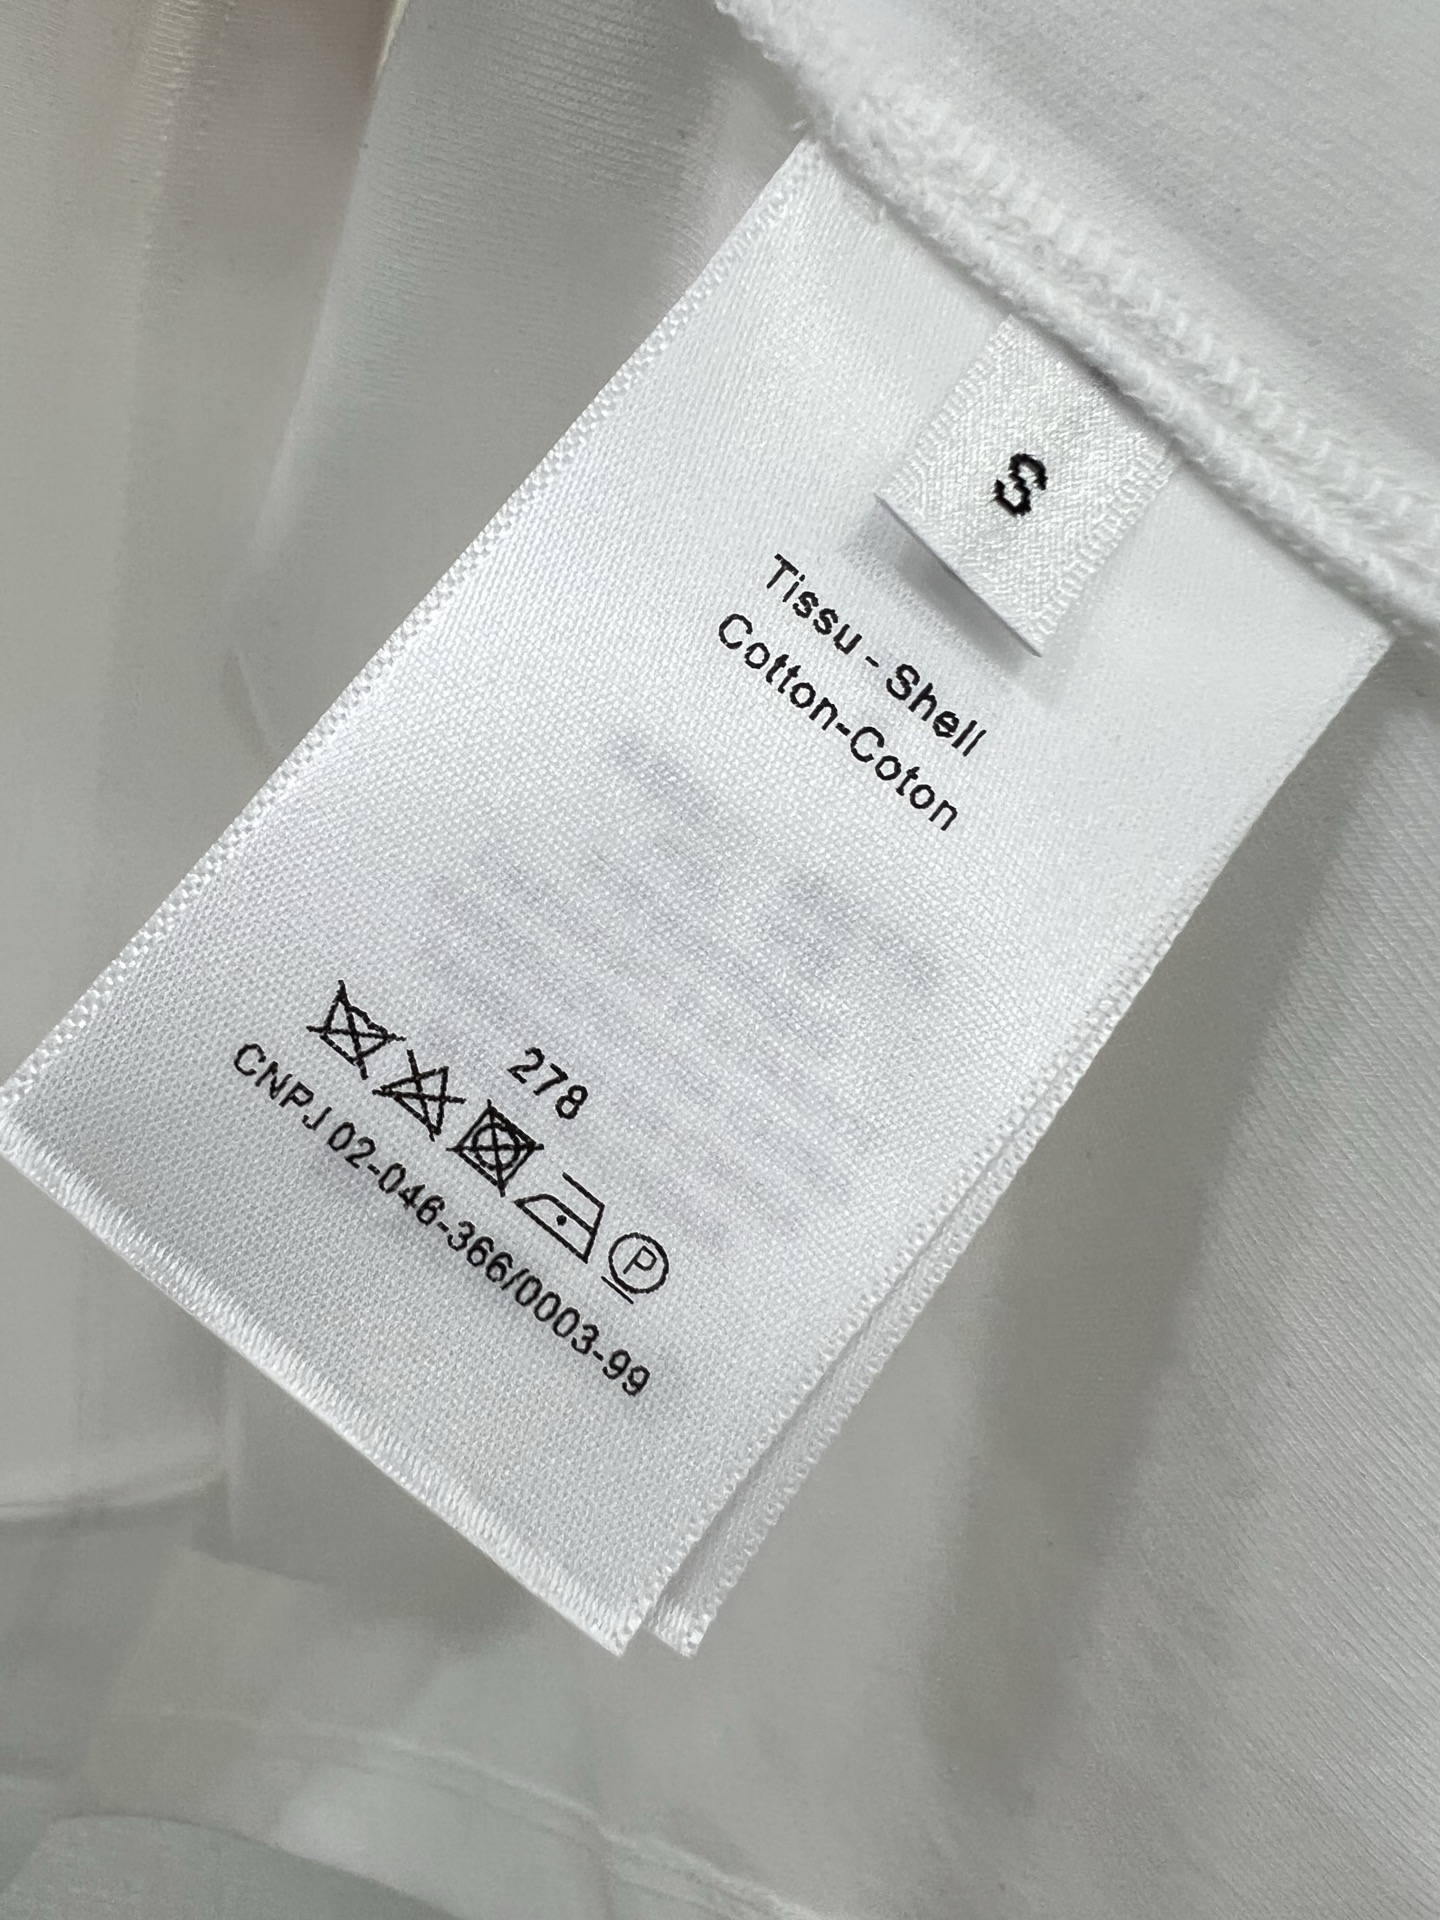 S
Tissu - Shell
Cotton-Coton
278
P
CNPJ 02-046-366/0003-99